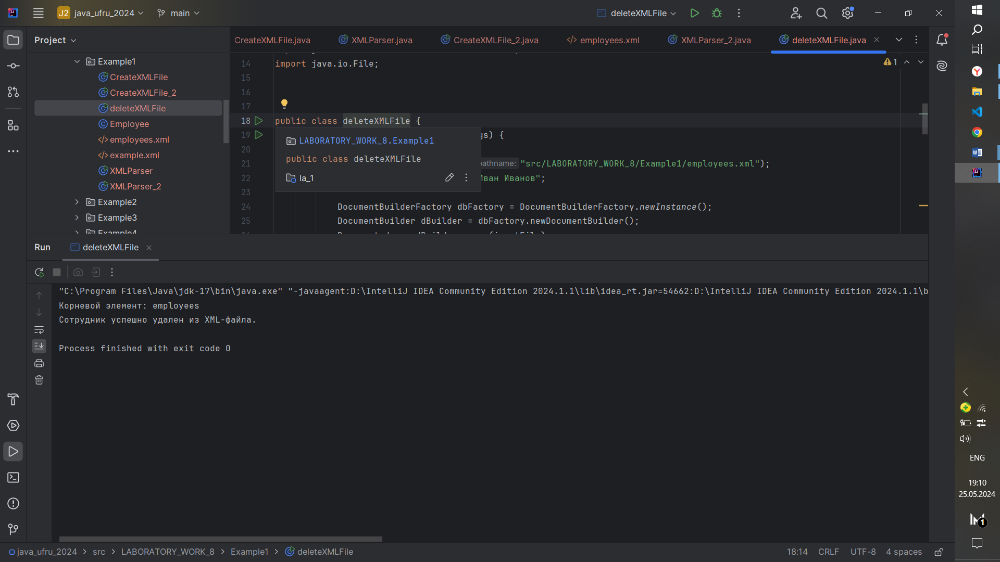 J2 java_ufru_2024 main deleteXMLFile
Project
CreateXMLFile.java XMLParser.java CreateXMLFile_2.java employees.xml XMLParser_2.java deleteXMLFile.java
Example1
CreateXMLFile
CreateXMLFile_2
deleteXMLFile
Employee
employees.xml
example.xml
XMLParser
XMLParser_2
Example2
Example3
Example4
14 import java.io.File;
15
16
17
18 public class deleteXMLFile {
19 gs) {
20
21 pathname: "src/LABORATORY_WORK_8/Example1/employees.xml");
22 Иван Иванов";
23
24 DocumentBuilderFactory dbFactory = DocumentBuilderFactory.newInstance();
25 DocumentBuilder dBuilder = dbFactory.newDocumentBuilder();
1
LABORATORY_WORK_8.Example1
public class deleteXMLFile
la_1
Run deleteXMLFile
"C:\Program Files\Java\jdk-17\bin\java.exe" "-javaagent:D:\IntelliJ IDEA Community Edition 2024.1.1\lib\idea_rt.jar=54662:D:\IntelliJ IDEA Community Edition 2024.1.1\b
Корневой элемент: employees
Сотрудник успешно удален из XML-файла.
Process finished with exit code 0
java_ufru_2024 > src > LABORATORY_WORK_8 > Example1 > deleteXMLFile
18:14 CRLF UTF-8 4 spaces
ENG
19:10
25.05.2024
1